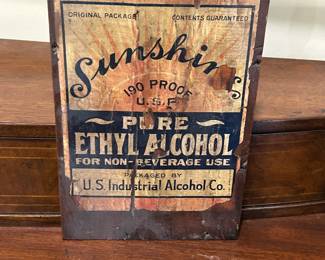 ORIGINAL PACKAGE CONTENTS GUARANTEED
Sunshine
190 PROOF
U.S.P.
PURE
ETHYL ALCOHOL
FOR NON-BEVERAGE USE
PACKAGED BY
U.S. Industrial Alcohol Co.